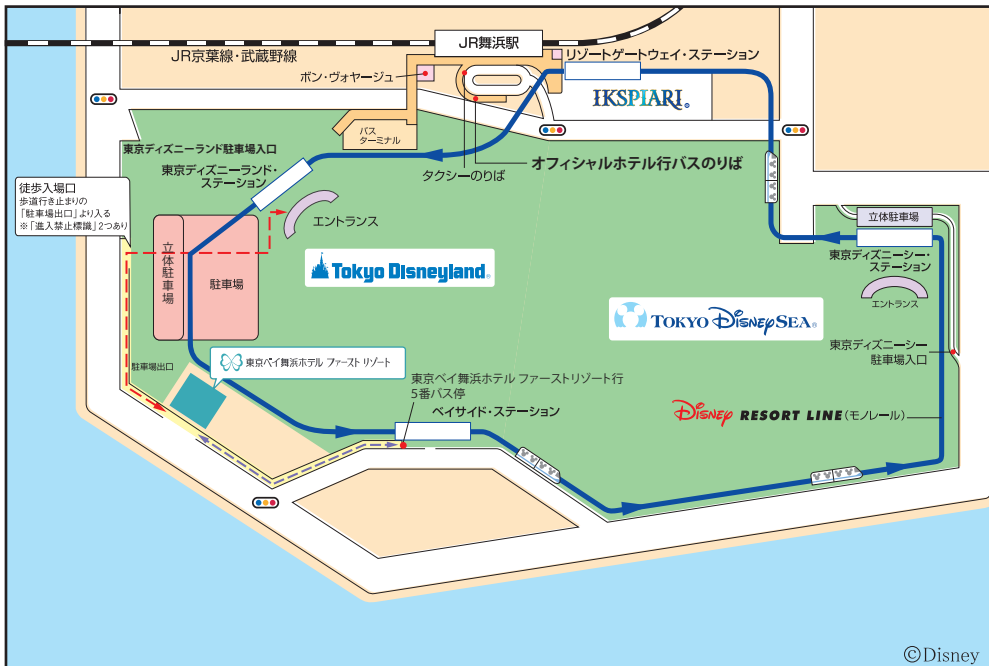 JR舞浜駅
JR京葉線・武蔵野線
リゾートゲートウェイ・ステーション
ボン・ヴォヤージュ
IKSPIARI®
バス
ターミナル
東京ディズニーランド駐車場入口
オフィシャルホテル行バスのりば
東京ディズニーランド・
ステーション
タクシーのりば
徒歩入場口
歩道行き止まりの
「駐車場出口」より入る
※「進入禁止標識」2つあり
エントランス
立体駐車場
東京ディズニーシー・
ステーション
立体駐車場
駐車場
Tokyo Disneyland®
エントランス
TOKYO DISNEYSEA®
東京ディズニーシー
駐車場入口
駐車場出口
東京ベイ舞浜ホテル ファースト リゾート
東京ベイ舞浜ホテル ファーストリゾート行
5番バス停
ベイサイド・ステーション
Disney RESORT LINE(モノレール)
©Disney